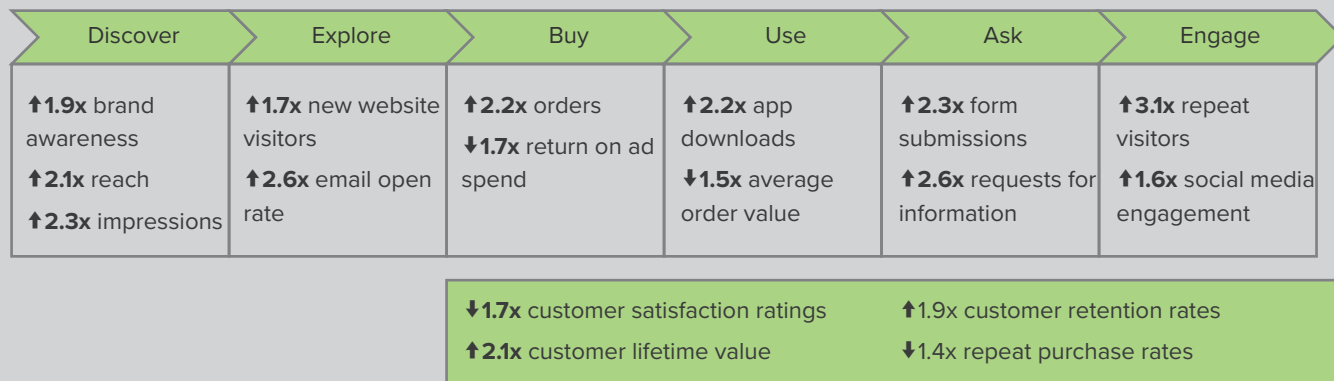 Discover
Explore
Buy
Use
Ask
Engage
⬆1.9x brand
awareness
⬆2.1x reach
⬆2.3x impressions
⬆1.7x new website
visitors
⬆2.6x email open
rate
⬆2.2x orders
⬇1.7x return on ad
spend
⬆2.2x app
downloads
⬇1.5x average
order value
⬆2.3x form
submissions
⬆2.6x requests for
information
⬆3.1x repeat
visitors
⬆1.6x social media
engagement
⬇1.7x customer satisfaction ratings
⬆2.1x customer lifetime value
⬆1.9x customer retention rates
⬇1.4x repeat purchase rates